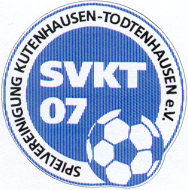 SPIELVEREINIGUNG KUTENHAUSEN-TODTENHAUSEN e.V.
SVKT
07